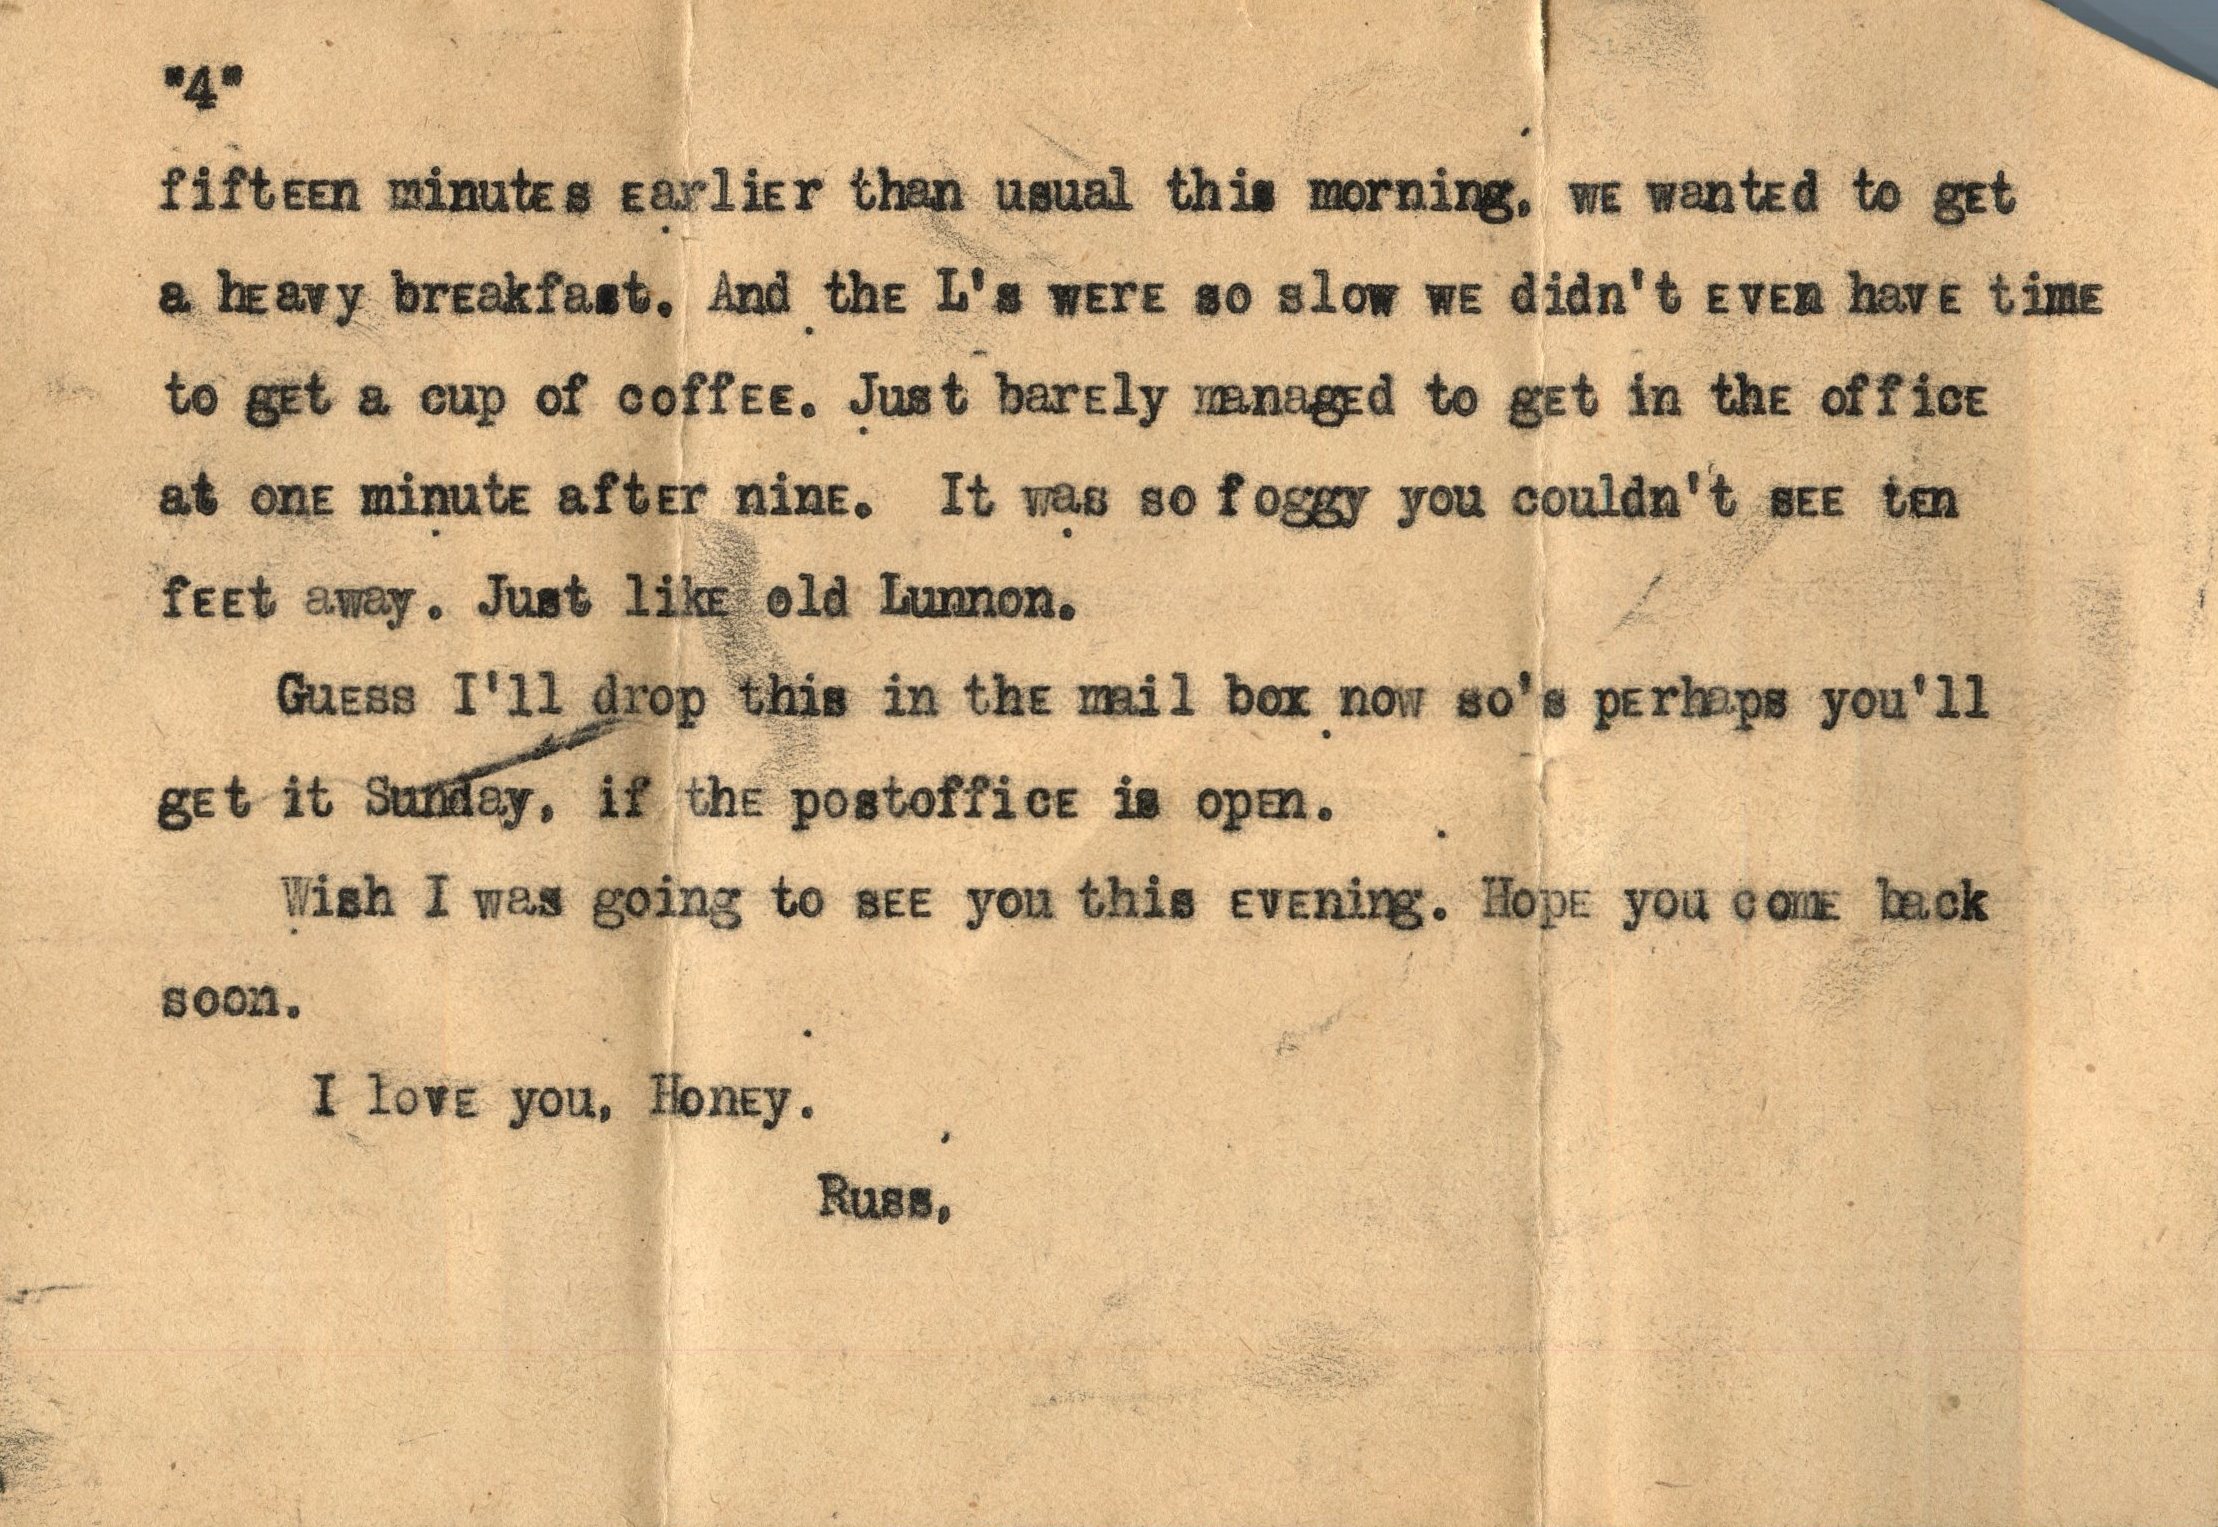 "4"
fifteen minutes earlier than usual this morning, we wanted to get
a heavy breakfast. And the L's were so slow we didn't even have time
to get a cup of coffee. Just barely managed to get in the office
at one minute after nine. It was so foggy you couldn't see ten
feet away. Just like old Lunnon.
Guess I'll drop this in the mail box now so's perhaps you'll
get it Sunday, if the postoffice is open.
Wish I was going to see you this evening. Hope you come back
soon.
I love you, Honey.
Russ,